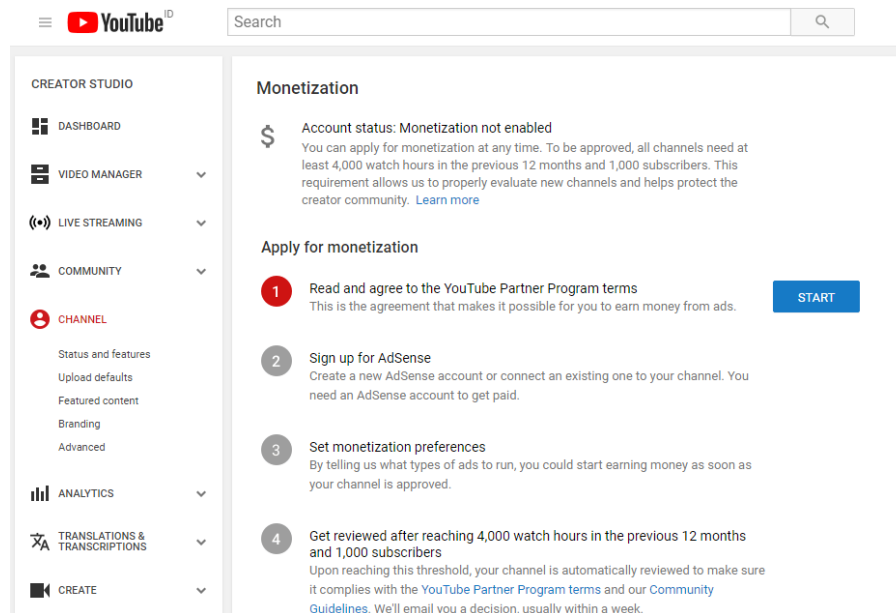 YouTube ID
Search
CREATOR STUDIO
DASHBOARD
VIDEO MANAGER
LIVE STREAMING
COMMUNITY
CHANNEL
Status and features
Upload defaults
Featured content
Branding
Advanced
ANALYTICS
TRANSLATIONS &
TRANSCRIPTIONS
CREATE
Monetization
$
Account status: Monetization not enabled
You can apply for monetization at any time. To be approved, all channels need at
least 4,000 watch hours in the previous 12 months and 1,000 subscribers. This
requirement allows us to properly evaluate new channels and helps protect the
creator community. Learn more
Apply for monetization
1
Read and agree to the YouTube Partner Program terms
This is the agreement that makes it possible for you to earn money from ads.
START
2
Sign up for AdSense
Create a new AdSense account or connect an existing one to your channel. You
need an AdSense account to get paid.
3
Set monetization preferences
By telling us what types of ads to run, you could start earning money as soon as
your channel is approved.
4
Get reviewed after reaching 4,000 watch hours in the previous 12 months
and 1,000 subscribers
Upon reaching this threshold, your channel is automatically reviewed to make sure
it complies with the YouTube Partner Program terms and our Community
Guidelines. We'll email you a decision, usually within a week.